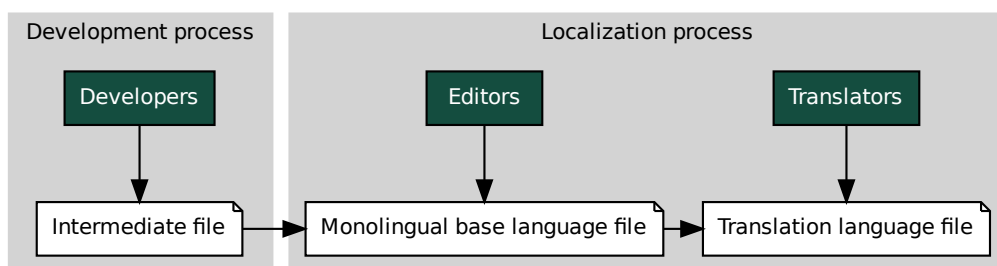 Development process
Localization process
Developers
Editors
Translators
Intermediate file
Monolingual base language file
Translation language file